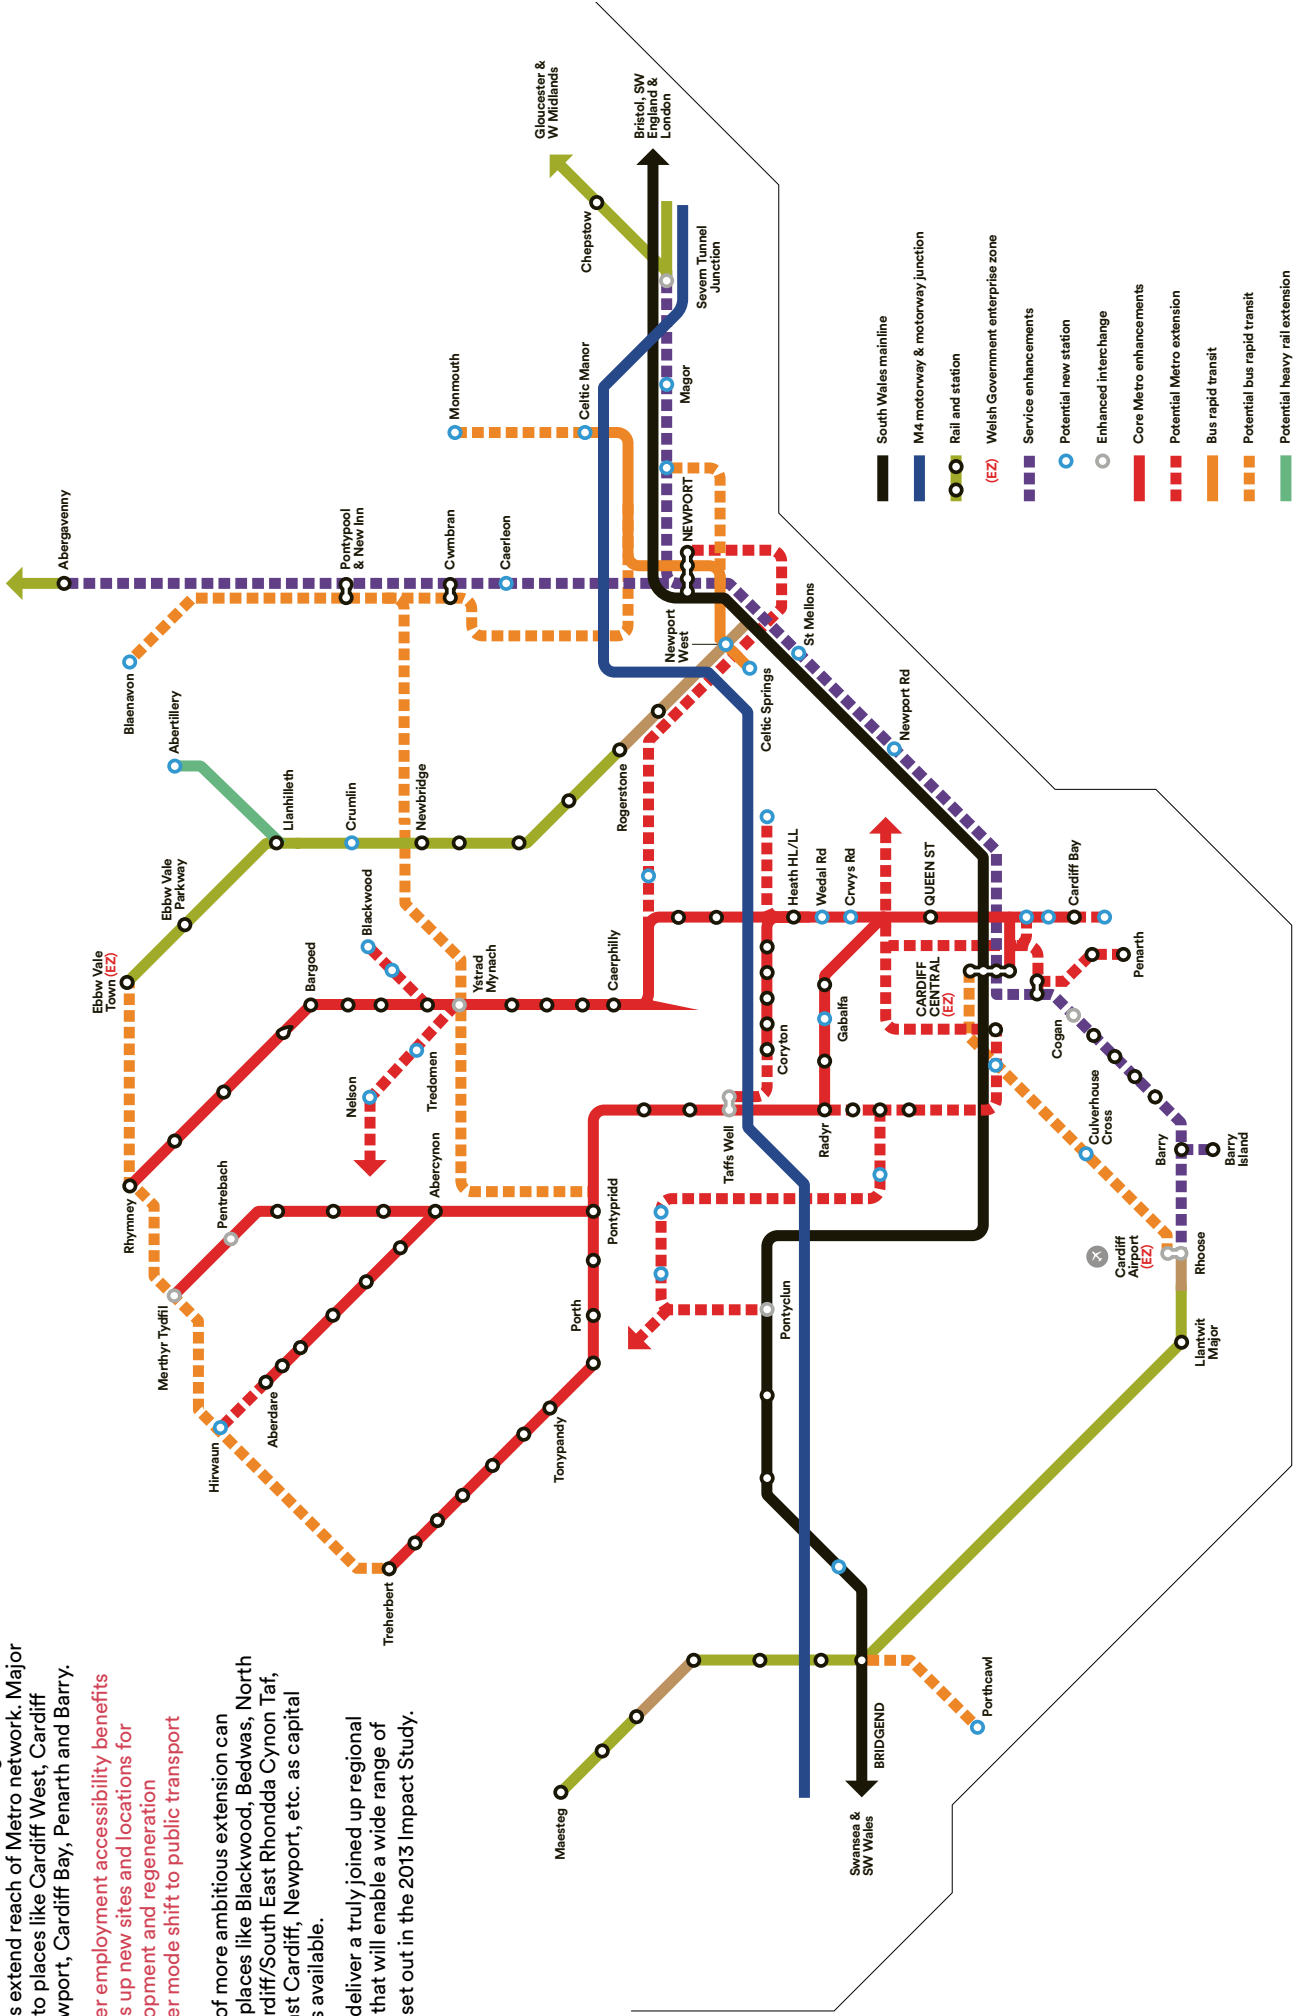 s extend reach of Metro network. Major
to places like Cardiff West, Cardiff
wport, Cardiff Bay, Penarth and Barry.
er employment accessibility benefits
s up new sites and locations for
opment and regeneration
er mode shift to public transport
of more ambitious extension can
places like Blackwood, Bedwas, North
rdiff/South East Rhondda Cynon Taf,
st Cardiff, Newport, etc. as capital
s available.
deliver a truly joined up regional
that will enable a wide range of
set out in the 2013 Impact Study.
Maesteg
Swansea &
SW Wales
BRIDGEND
Porthcawl
Treherbert
Tonypandy
Porth
Pontypridd
Hirwaun
Aberdare
Merthyr Tydfil
Pentrebach
Abercynon
Rhymney
Nelson
Tredomen
Bargoed
Blackwood
Ystrad
Mynach
Caerphilly
Ebbw Vale
Town (EZ)
Ebbw Vale
Parkway
Abertillery
Llanhilleth
Crumlin
Newbridge
Rogerstone
Blaenavon
Abergavenny
Pontypool
& New Inn
Cwmbran
Caerleon
Monmouth
Celtic Manor
Chepstow
Gloucester &
W Midlands
Bristol, SW
England &
London
Severn Tunnel
Junction
Magor
NEWPORT
Newport
West
Celtic Springs
St Mellons
Newport Rd
Heath HL/LL
Wedal Rd
Crwys Rd
QUEEN ST
Cardiff Bay
Coryton
Gabalfa
CARDIFF
CENTRAL
(EZ)
Penarth
Cogan
Taffs Well
Radyr
Culverhouse
Cross
Barry
Barry
Island
Cardiff
Airport
(EZ)
Rhoose
Llantwit
Major
Pontyclun
South Wales mainline
M4 motorway & motorway junction
Rail and station
(EZ) Welsh Government enterprise zone
Service enhancements
Potential new station
Enhanced interchange
Core Metro enhancements
Potential Metro extension
Bus rapid transit
Potential bus rapid transit
Potential heavy rail extension